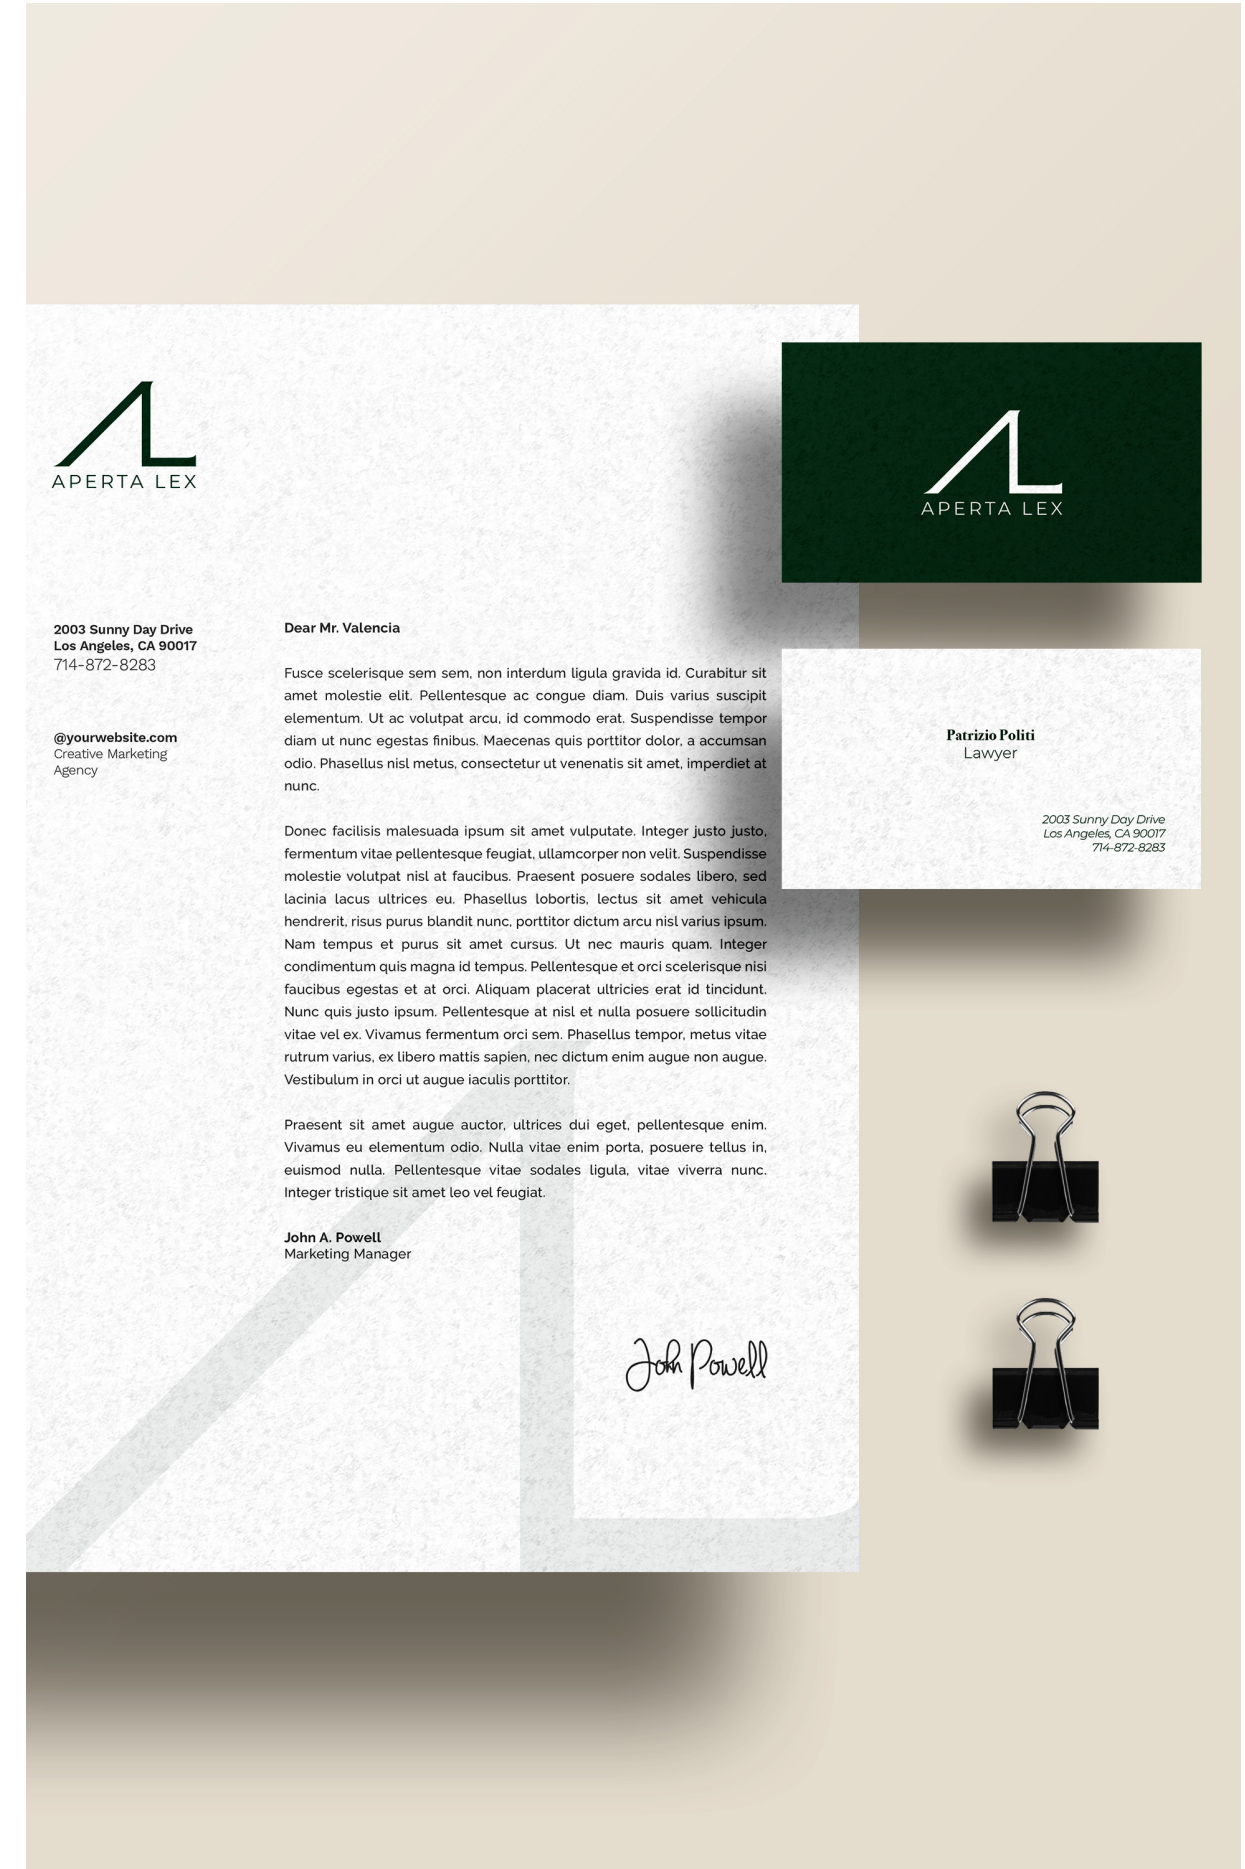 APERTA LEX
2003 Sunny Day Drive
Los Angeles, CA 90017
714-872-8283
@yourwebsite.com
Creative Marketing
Agency
Dear Mr. Valencia
Fusce scelerisque sem sem, non interdum ligula gravida id. Curabitur sit
amet molestie elit. Pellentesque ac congue diam. Duis varius suscipit
elementum. Ut ac volutpat arcu, id commodo erat. Suspendisse tempor
diam ut nunc egestas finibus. Maecenas quis porttitor dolor, a accumsan
odio. Phasellus nisl metus, consectetur ut venenatis sit amet, imperdiet at
nunc.
Donec facilisis malesuada ipsum sit amet vulputate. Integer justo justo,
fermentum vitae pellentesque feugiat, ullamcorper non velit. Suspendisse
molestie volutpat nisl at faucibus. Praesent posuere sodales libero, sed
lacinia lacus ultrices eu. Phasellus lobortis, lectus sit amet vehicula
hendrerit, risus purus blandit nunc, porttitor dictum arcu nisl varius ipsum.
Nam tempus et purus sit amet cursus. Ut nec mauris quam. Integer
condimentum quis magna id tempus. Pellentesque et orci scelerisque nisi
faucibus egestas et at orci. Aliquam placerat ultricies erat id tincidunt.
Nunc quis justo ipsum. Pellentesque at nisl et nulla posuere sollicitudin
vitae vel ex. Vivamus fermentum orci sem. Phasellus tempor, metus vitae
rutrum varius, ex libero mattis sapien, nec dictum enim augue non augue.
Vestibulum in orci ut augue iaculis porttitor.
Praesent sit amet augue auctor, ultrices dui eget, pellentesque enim.
Vivamus eu elementum odio. Nulla vitae enim porta, posuere tellus in,
euismod nulla. Pellentesque vitae sodales ligula, vitae viverra nunc.
Integer tristique sit amet leo vel feugiat.
John A. Powell
Marketing Manager
John Powell
AL
APERTA LEX
Patrizio Politi
Lawyer
2003 Sunny Day Drive
Los Angeles, CA 90017
714-872-8283